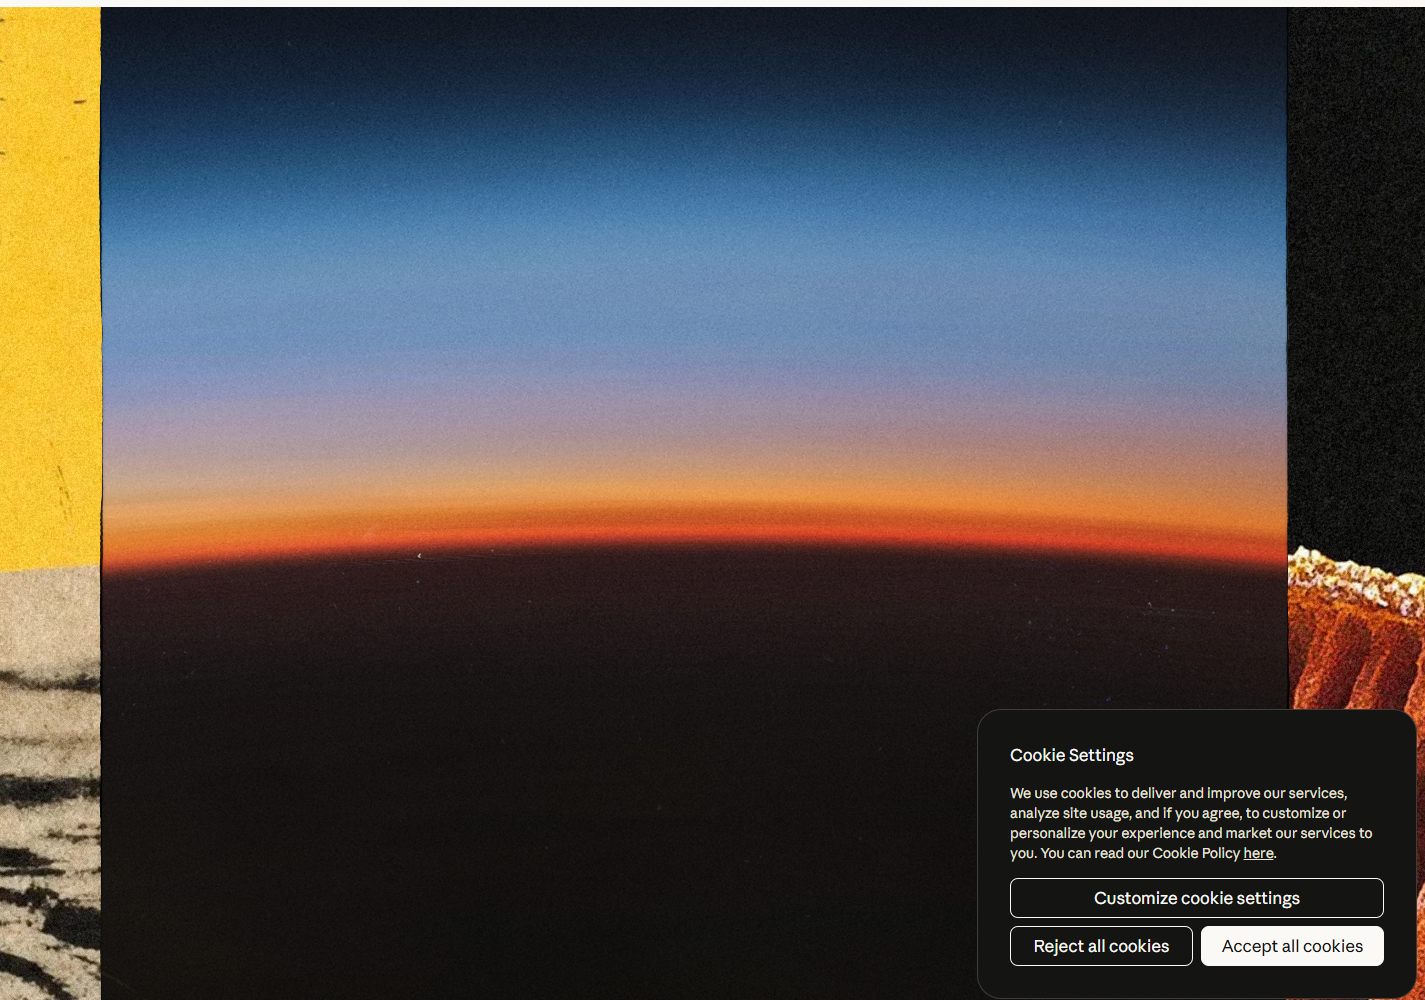 Cookie Settings
We use cookies to deliver and improve our services,
analyze site usage, and if you agree, to customize or
personalize your experience and market our services to
you. You can read our Cookie Policy here.
Customize cookie settings
Reject all cookies
Accept all cookies